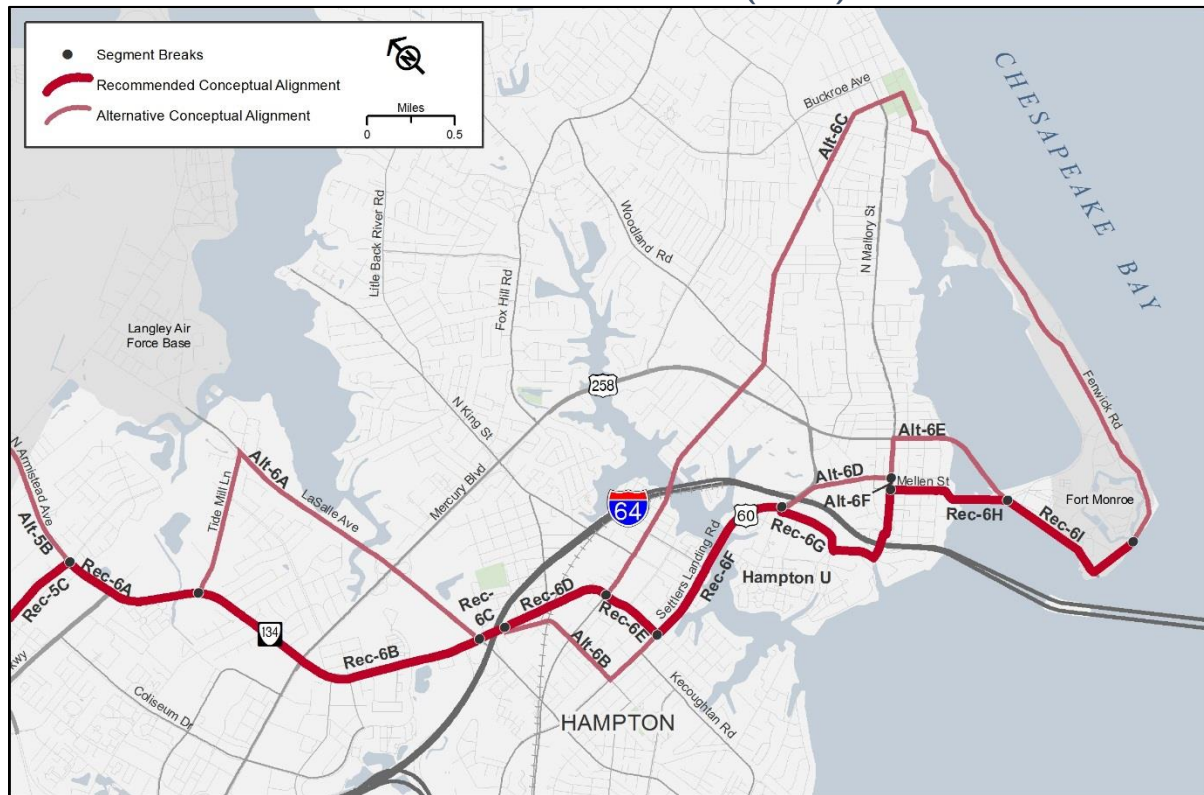 Segment Breaks
Recommended Conceptual Alignment
Alternative Conceptual Alignment
N
Miles
0 0.5
CHESAPEAKE BAY
Buckroe Ave
Alt-6C
Little Back River Rd
Fox Hill Rd
Woodland Rd
N Mallory St
Langley Air
Force Base
258
N King St
Mercury Blvd
Fenwick Rd
N Armistead Ave
Alt-5B
Tide Mill Ln
Alt-6A
LaSalle Ave
Alt-6E
Alt-6D
Mellen St
Alt-6F
Fort Monroe
64
60
Rec-6H
Rec-6I
Rec-6G
Rec-5C
Rec-6A
Rec-
6C
Rec-6D
Settlers Landing Rd
Rec-6F
Hampton U
Rec-6E
134
Rec-6B
Alt-6B
Kecoughtan Rd
Coliseum Dr
HAMPTON